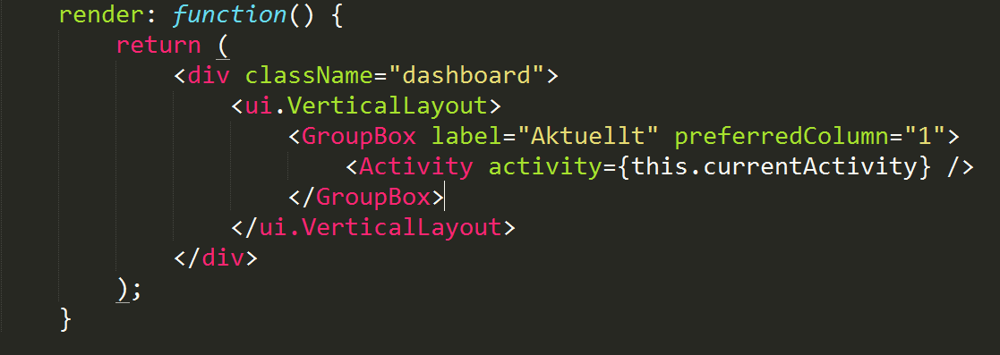 render: function() {
return (
<div className="dashboard">
<ui.VerticalLayout>
<GroupBox label="Aktuellt" preferredColumn="1">
<Activity activity={this.currentActivity} />
</GroupBox>
</ui.VerticalLayout>
</div>
);
}